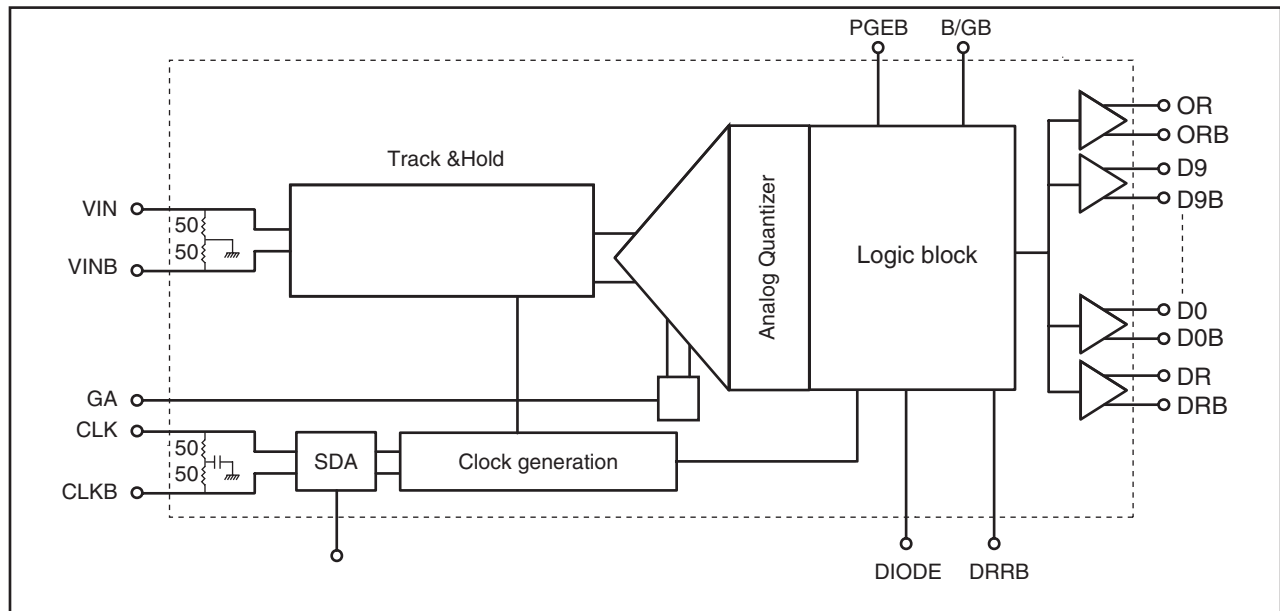 PGEB
B/GB
OR
ORB
Track &Hold
D9
D9B
VIN
50
50
VINB
Analog Quantizer
Logic block
D0
D0B
GA
DR
DRB
CLK
50
50
CLKB
SDA
Clock generation
DIODE
DRRB